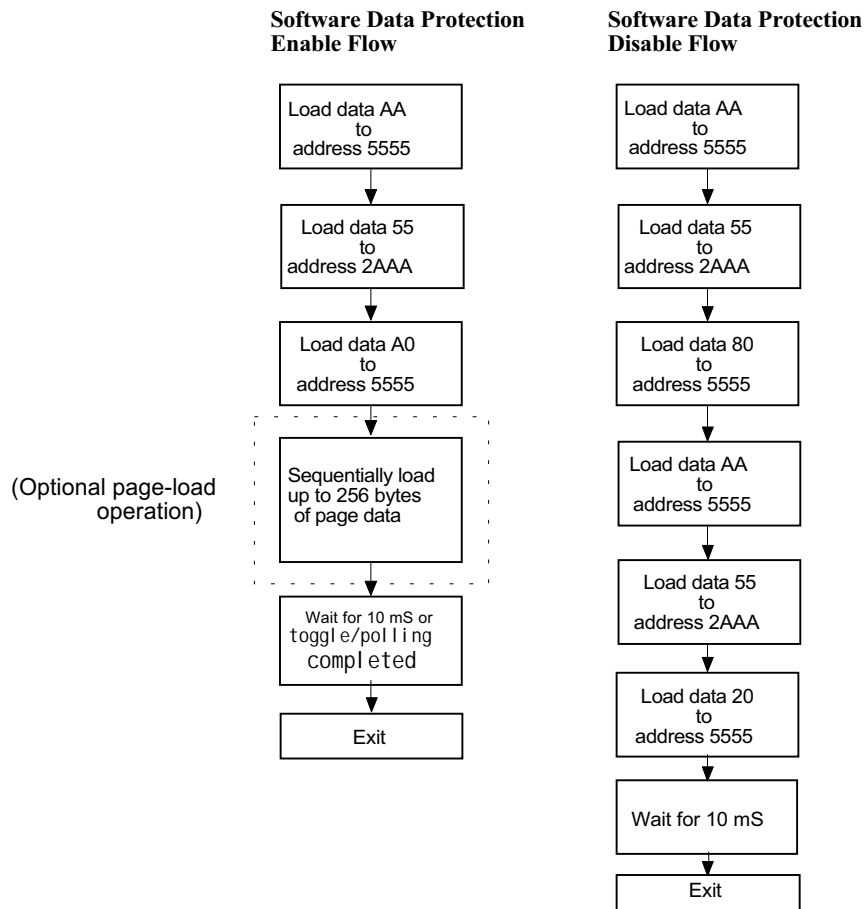 Software Data Protection
Enable Flow
Load data AA
to
address 5555
Load data 55
to
address 2AAA
Load data A0
to
address 5555
(Optional page-load
operation)
Sequentially load
up to 256 bytes
of page data
Wait for 10 mS or
toggle/polling
completed
Exit
Software Data Protection
Disable Flow
Load data AA
to
address 5555
Load data 55
to
address 2AAA
Load data 80
to
address 5555
Load data AA
to
address 5555
Load data 55
to
address 2AAA
Load data 20
to
address 5555
Wait for 10 mS
Exit